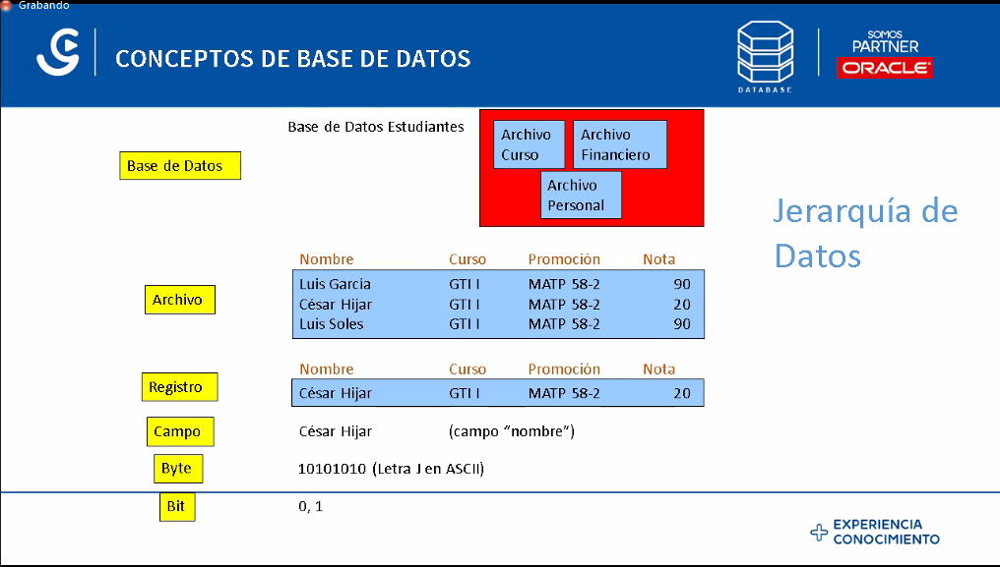 Grabando
CONCEPTOS DE BASE DE DATOS
DATABASE
SOMOS
PARTNER
ORACLE
Base de Datos Estudiantes
Archivo
Curso
Archivo
Financiero
Archivo
Personal
Base de Datos
Jerarquía de
Datos
Nombre Curso Promoción Nota
Archivo
Luis García GTI I MATP 58-2 90
César Hijar GTI I MATP 58-2 20
Luis Soles GTI I MATP 58-2 90
Nombre Curso Promoción Nota
Registro
César Hijar GTI I MATP 58-2 20
Campo César Hijar (campo “nombre”)
Byte 10101010 (Letra J en ASCII)
Bit 0, 1
EXPERIENCIA
CONOCIMIENTO